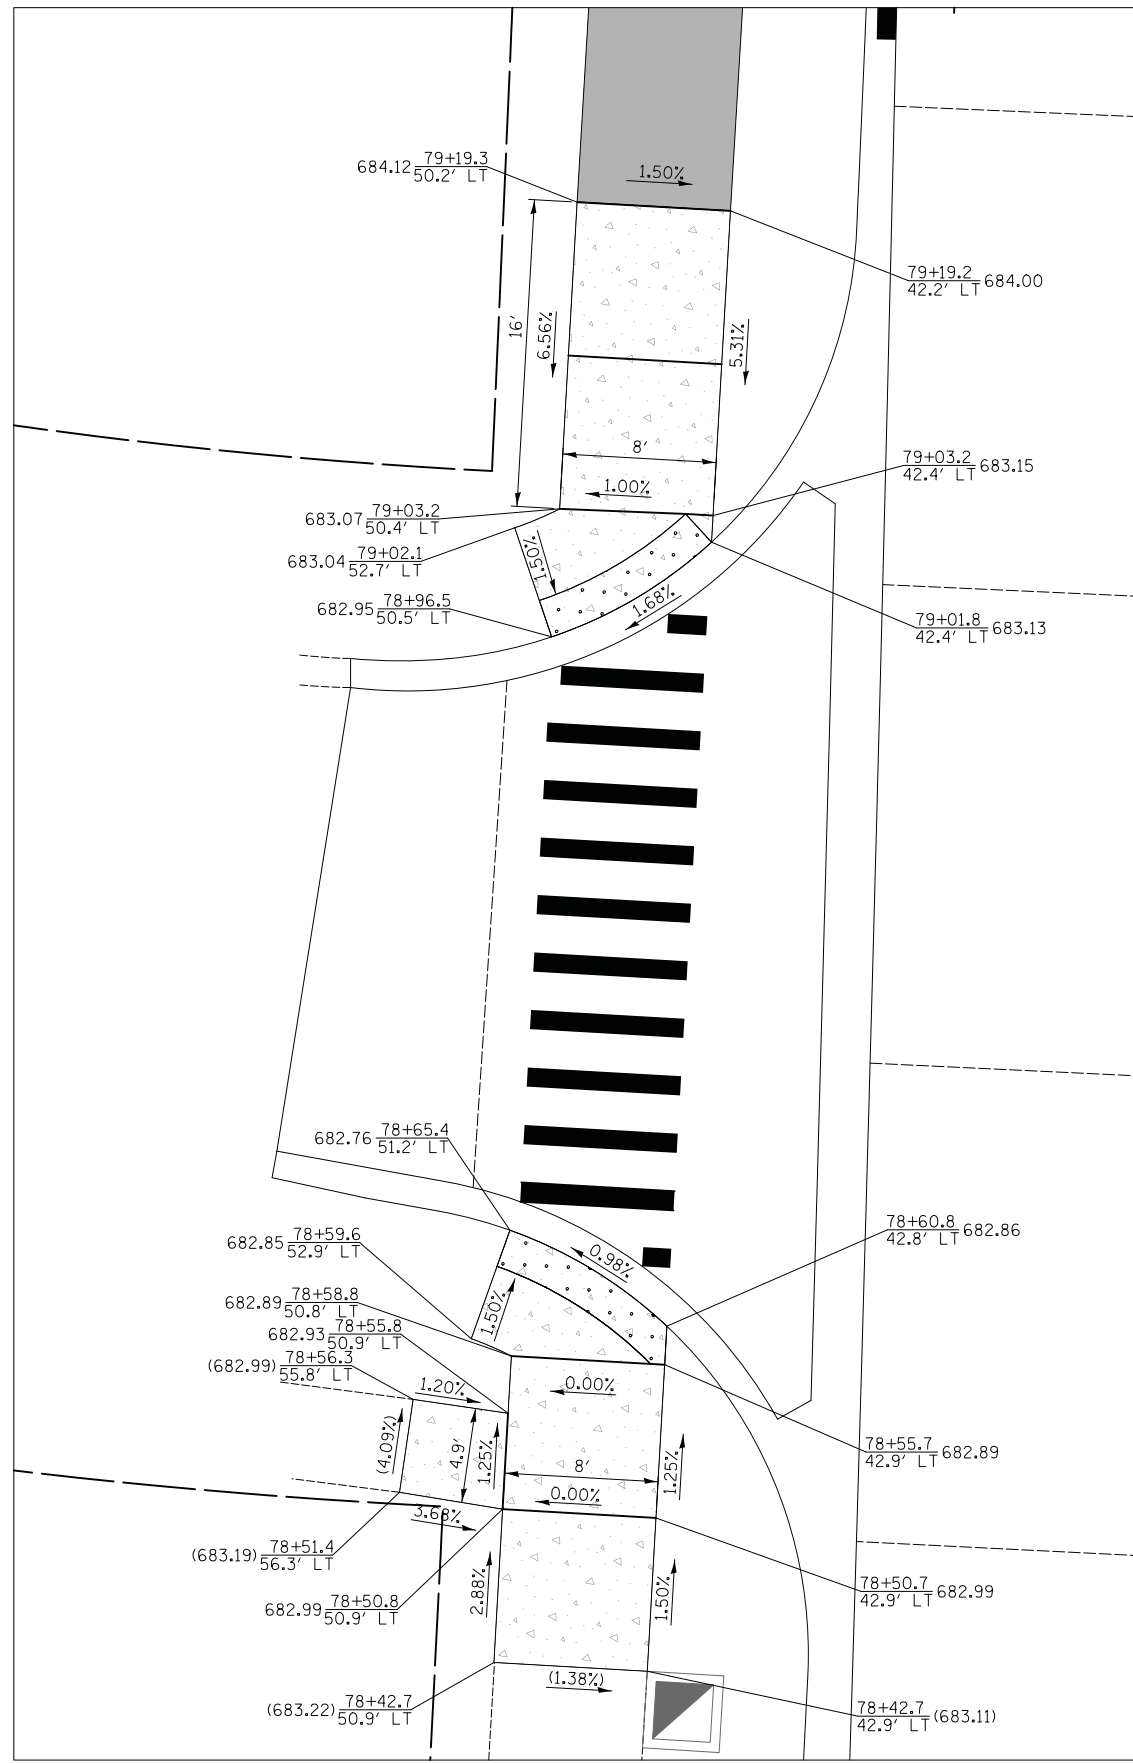 684.12 79+19.3
50.2' LT
1.50%
79+19.2 684.00
42.2' LT
16'
6.56%
5.31%
8'
79+03.2 683.15
42.4' LT
1.00%
683.07 79+03.2
50.4' LT
683.04 79+02.1
52.7' LT
1.50%
682.95 78+96.5
50.5' LT
1.68%
79+01.8 683.13
42.4' LT
682.76 78+65.4
51.2' LT
78+60.8 682.86
42.8' LT
682.85 78+59.6
52.9' LT
0.98%
682.89 78+58.8
50.8' LT
1.50%
682.93 78+55.8
50.9' LT
(682.99) 78+56.3
55.8' LT
1.20%
0.00%
(4.09%)
4.9'
1.25%
8'
1.25%
78+55.7 682.89
42.9' LT
0.00%
3.68%
(683.19) 78+51.4
56.3' LT
2.88%
1.50%
78+50.7 682.99
42.9' LT
682.99 78+50.8
50.9' LT
(1.38%)
(683.22) 78+42.7
50.9' LT
78+42.7 (683.11)
42.9' LT